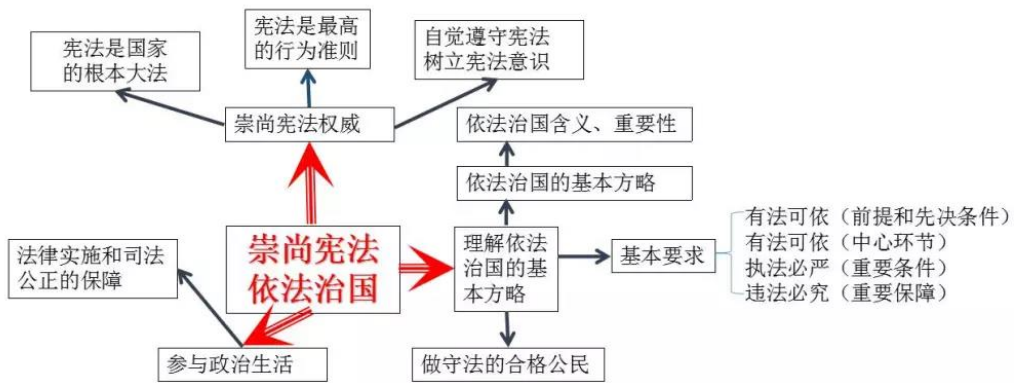 宪法是国家
的根本大法
宪法是最高
的行为准则
自觉遵守宪法
树立宪法意识
崇尚宪法权威
依法治国含义、重要性
依法治国的基本方略
崇尚宪法
依法治国
理解依法
治国的基
本方略
基本要求
有法可依（前提和先决条件）
有法可依（中心环节）
执法必严（重要条件）
违法必究（重要保障）
法律实施和司法
公正的保障
参与政治生活
做守法的合格公民